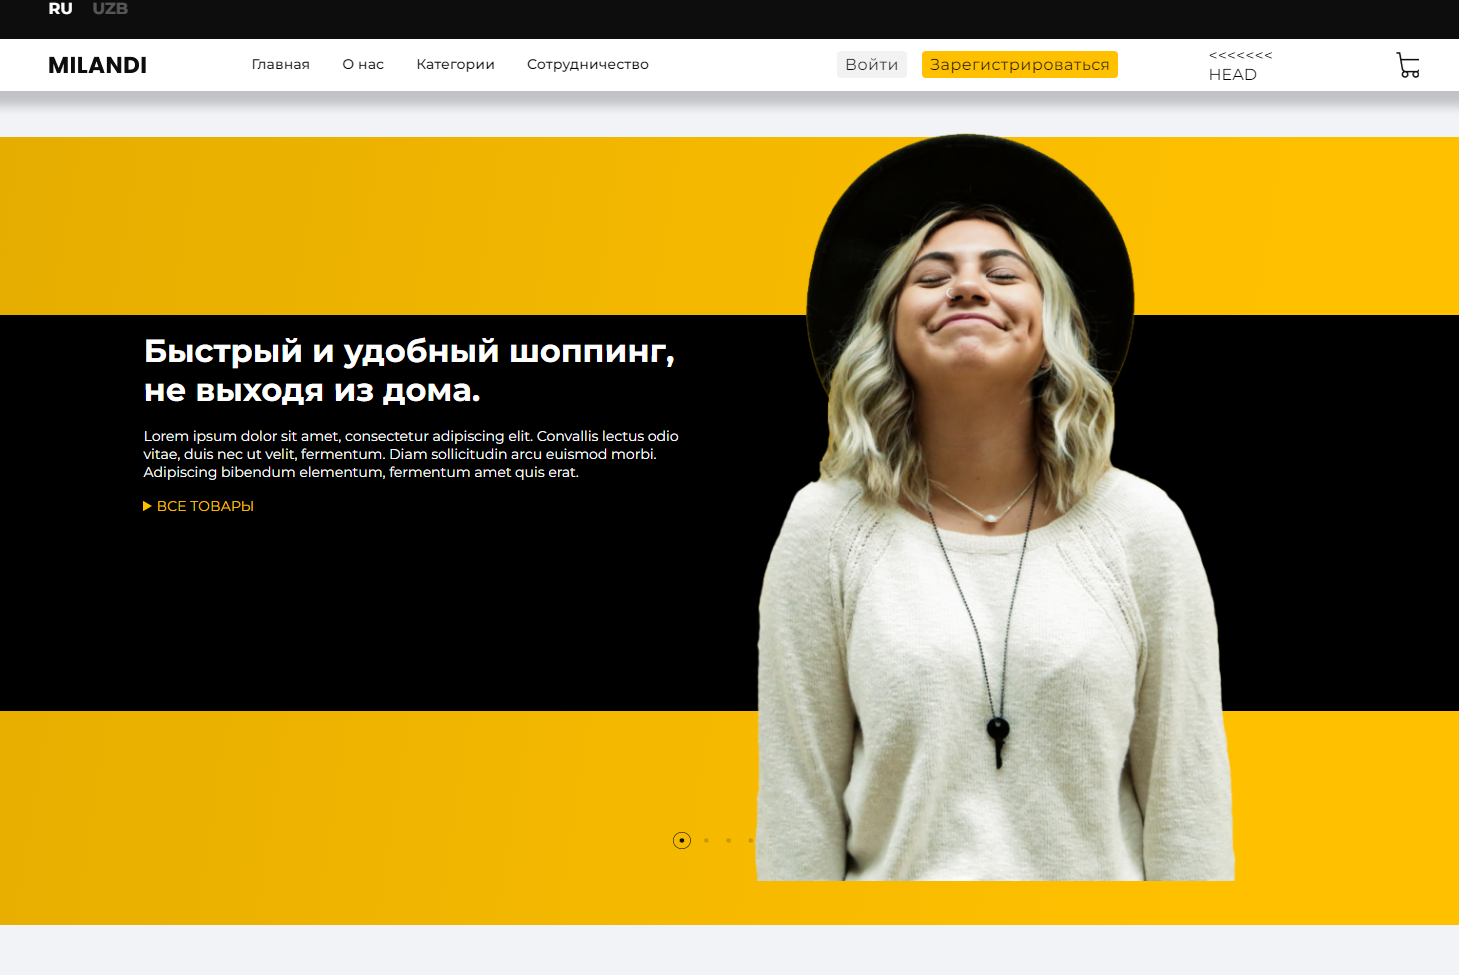 RU UZB
MILANDI Главная О нас Категории Сотрудничество Войти Зарегистрироваться
<<<<<<<
HEAD
Быстрый и удобный шоппинг,
не выходя из дома.
Lorem ipsum dolor sit amet, consectetur adipiscing elit. Convallis lectus odio
vitae, duis nec ut velit, fermentum. Diam sollicitudin arcu euismod morbi.
Adipiscing bibendum elementum, fermentum amet quis erat.
ВСЕ ТОВАРЫ